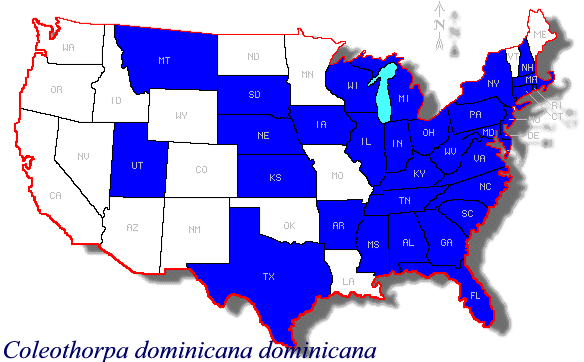 ME
WA
MT
ND
MN
VT
NH
OR
ID
SD
WI
MI
NY
MA
WY
RI
CT
NV
UT
NE
IA
IL
IN
OH
PA
NJ
MD
DE
CA
CO
KS
MO
KY
WV
VA
AZ
NM
OK
AR
TN
NC
SC
TX
LA
MS
AL
GA
FL
N
Coleothorpa dominicana dominicana